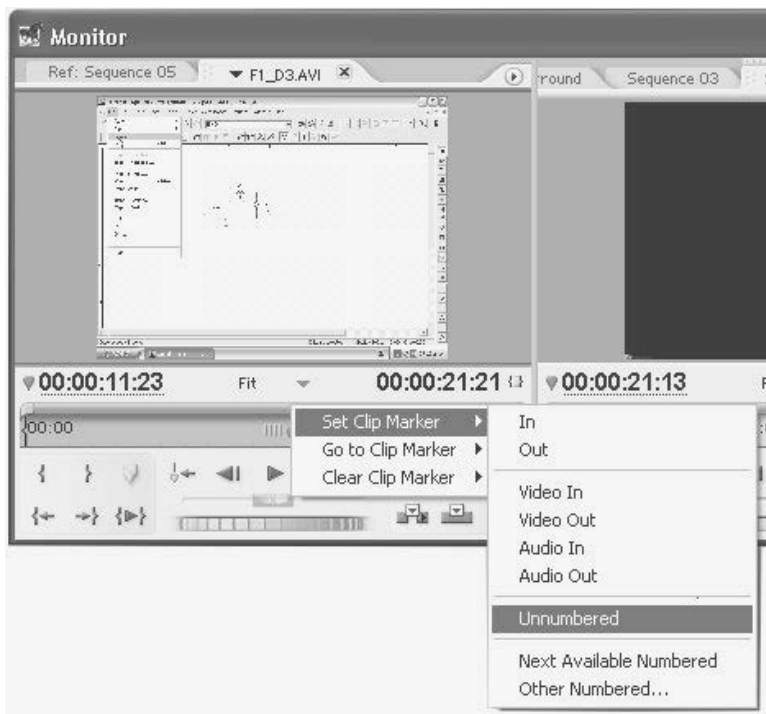 Monitor
Ref: Sequence 05
F1_D3.AVI
round
Sequence 03
00:00:11:23
Fit
00:00:21:21
00:00:21:13
00:00
Set Clip Marker
Go to Clip Marker
Clear Clip Marker
In
Out
Video In
Video Out
Audio In
Audio Out
Unnumbered
Next Available Numbered
Other Numbered...